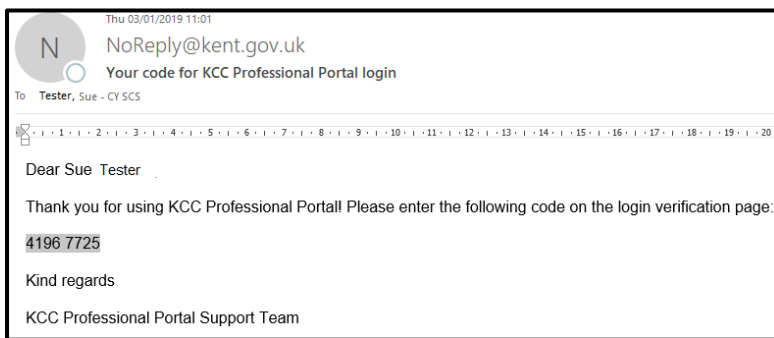 Thu 03/01/2019 11:01
N
NoReply@kent.gov.uk
Your code for KCC Professional Portal login
To Tester, Sue - CY SCS
1 2 3 4 5 6 7 8 9 10 11 12 13 14 15 16 17 18 19 20
Dear Sue Tester
Thank you for using KCC Professional Portal! Please enter the following code on the login verification page:
4196 7725
Kind regards
KCC Professional Portal Support Team